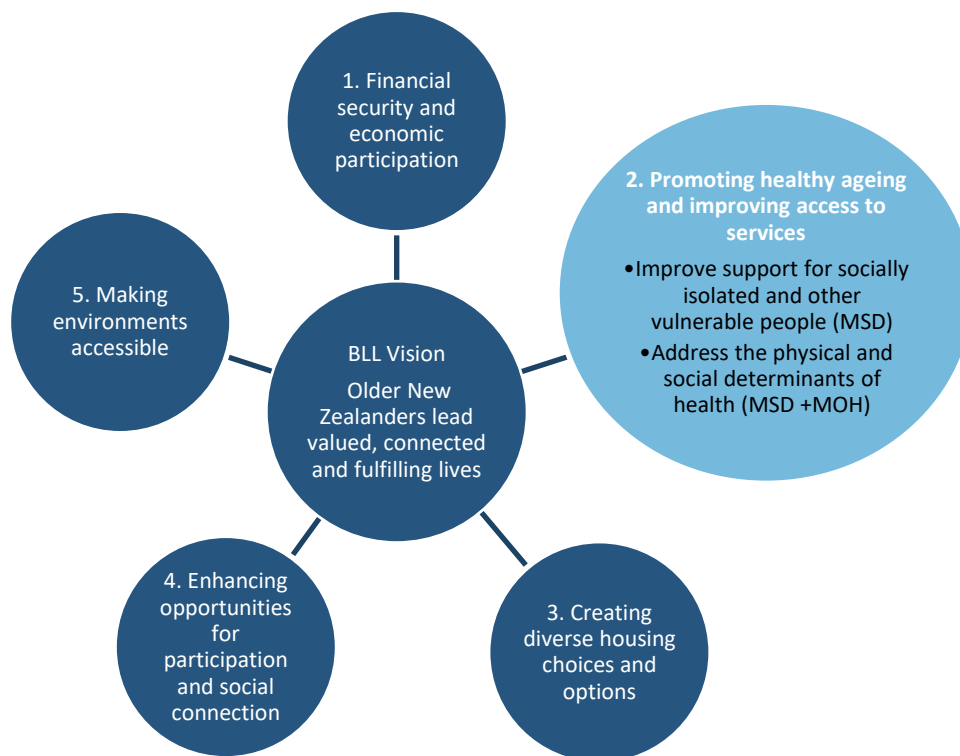 1. Financial
security and
economic
participation
2. Promoting healthy ageing
and improving access to
services
•Improve support for socially
isolated and other
vulnerable people (MSD)
•Address the physical and
social determinants of
health (MSD +MOH)
5. Making
environments
accessible
BLL Vision
Older New
Zealanders lead
valued, connected
and fulfilling lives
4. Enhancing
opportunities
for
participation
and social
connection
3. Creating
diverse housing
choices and
options